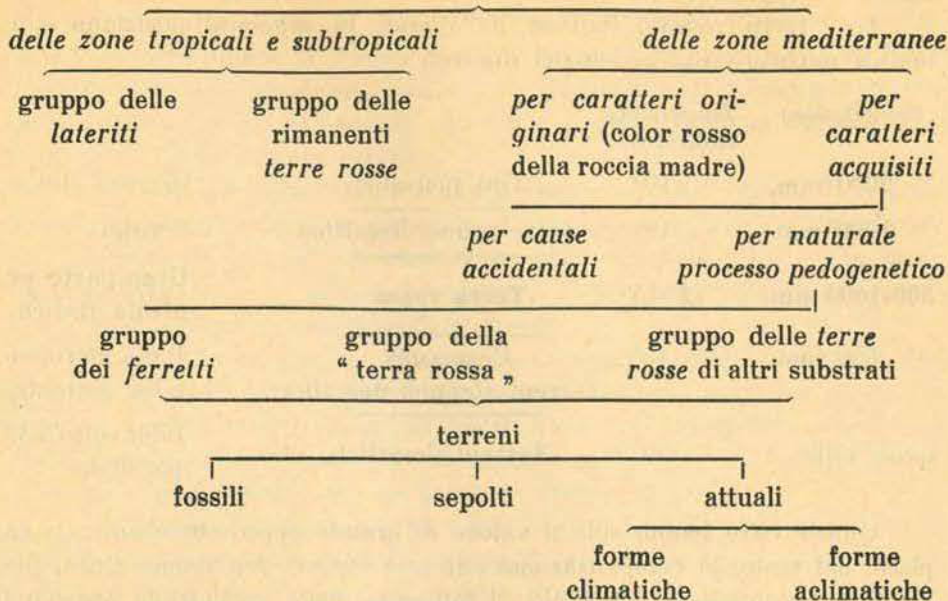 delle zone tropicali e subtropicali delle zone mediterranee
gruppo delle gruppo delle per caratteri ori- per
lateriti rimanenti ginari (color rosso caratteri
terre rosse della roccia madre) acquisiti
per cause per naturale
accidentali processo pedogenetico
gruppo gruppo della gruppo delle terre
dei ferretti “ terra rossa „ rosse di altri substrati
terreni
fossili sepolti attuali
forme forme
climatiche aclimatiche